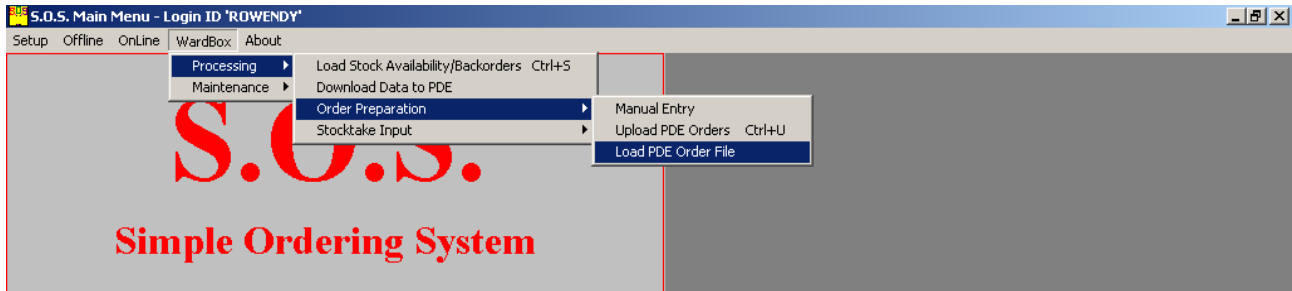 S.O.S. Main Menu - Login ID 'ROWENDY'
Setup Offline OnLine WardBox About
Processing
Maintenance
Load Stock Availability/Backorders Ctrl+S
Download Data to PDE
Order Preparation
Stocktake Input
Manual Entry
Upload PDE Orders Ctrl+U
Load PDE Order File
S.O.S.
Simple Ordering System